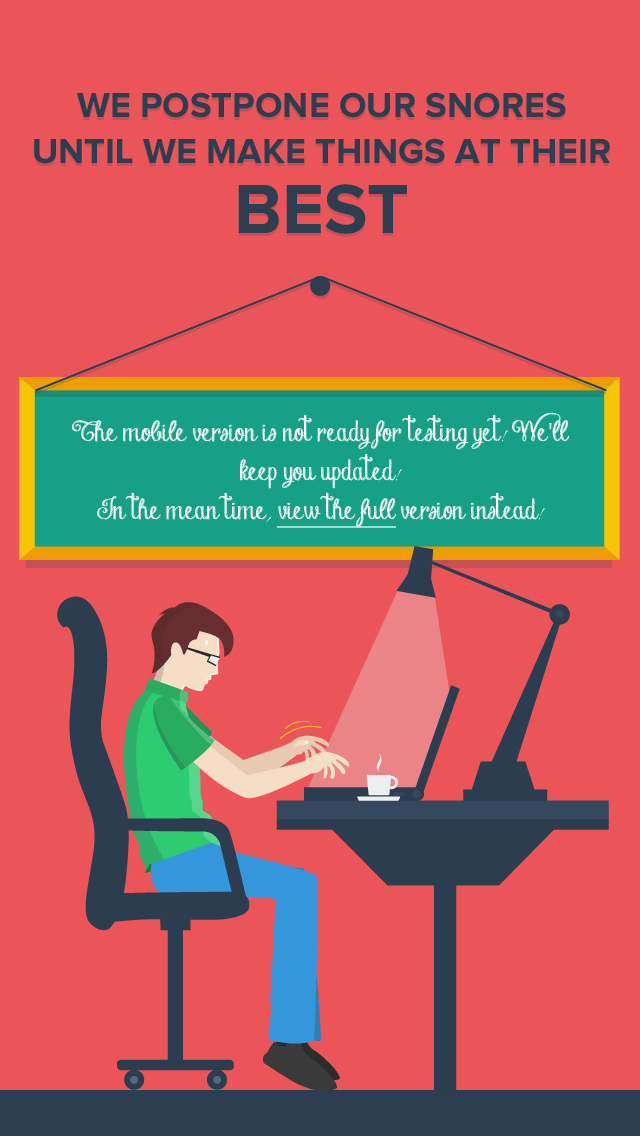 WE POSTPONE OUR SNORES
UNTIL WE MAKE THINGS AT THEIR
BEST
The mobile version is not ready for testing yet! We'll
keep you updated!
In the mean time, view the full version instead!